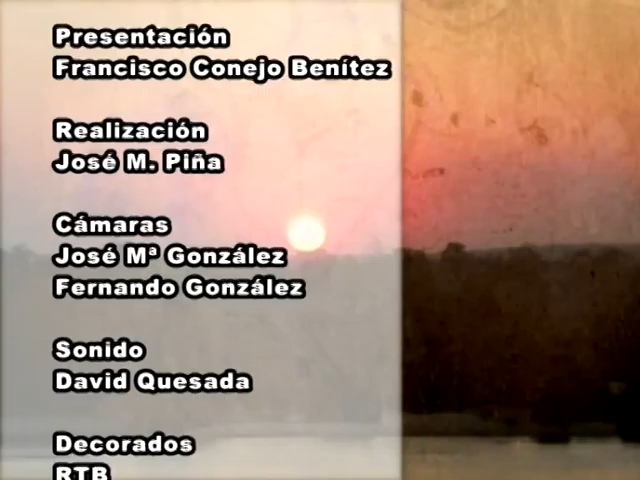 Presentación
Francisco Conejo Benítez
Realización
José M. Piña
Cámaras
José Mª González
Fernando González
Sonido
David Quesada
Decorados
RTB